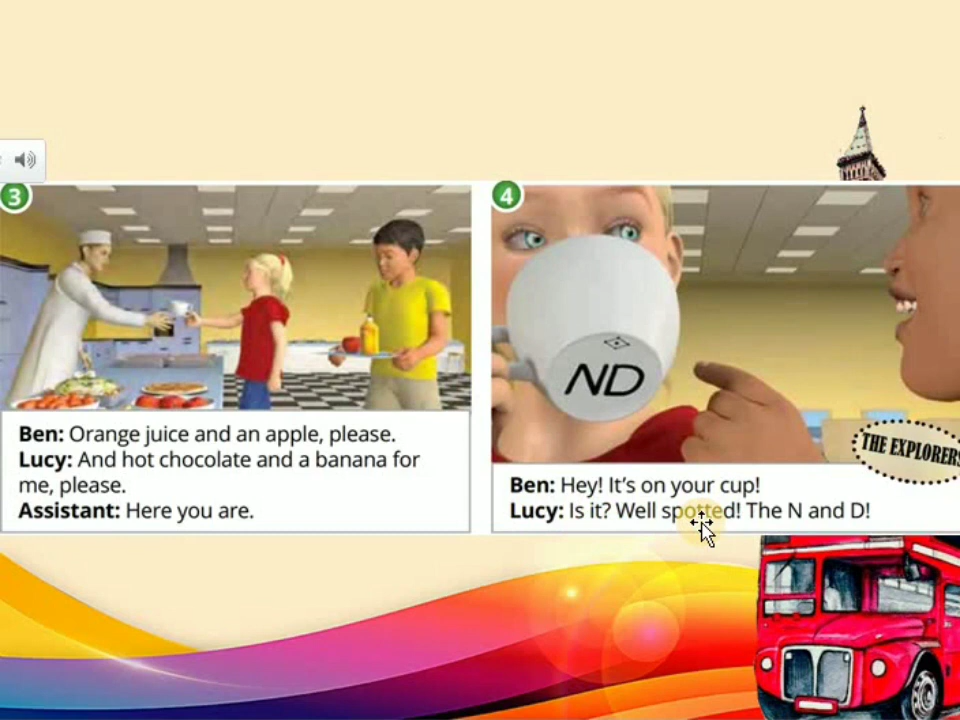 3
Ben: Orange juice and an apple, please.
Lucy: And hot chocolate and a banana for
me, please.
Assistant: Here you are.
4
ND
THE EXPLORERS
Ben: Hey! It's on your cup!
Lucy: Is it? Well spotted! The N and D!